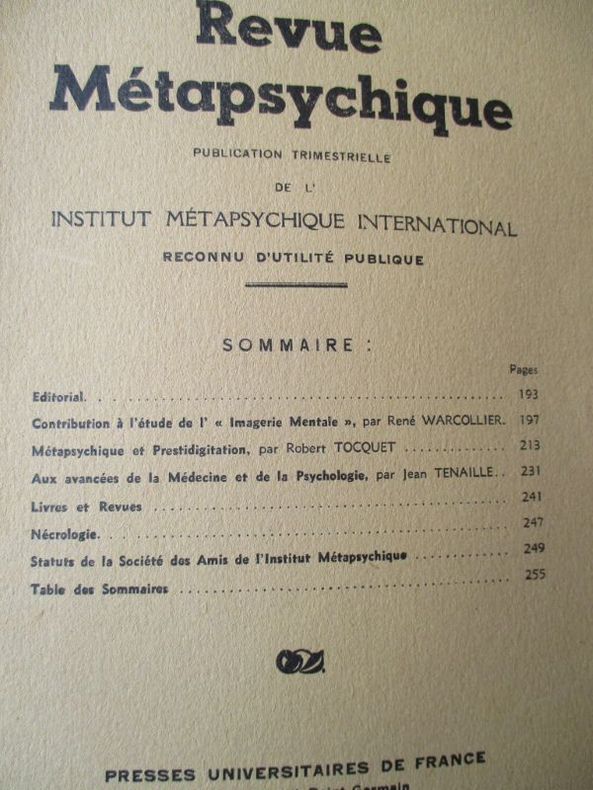 Revue
Métapsychique
PUBLICATION TRIMESTRIELLE
DE L'
INSTITUT MÉTAPSYCHIQUE INTERNATIONAL
RECONNU D'UTILITÉ PUBLIQUE
SOMMAIRE :
Pages
Editorial. . . . . . . . . . . . . . . . . . . . . . . . . . . . . . 193
Contribution à l'étude de l' « Imagerie Mentale », par René WARCOLLIER. 197
Métapsychique et Prestidigitation, par Robert TOCQUET . . . . . . . . . . . . . . 213
Aux avancées de la Médecine et de la Psychologie, par Jean TENAILLE. . 231
Livres et Revues . . . . . . . . . . . . . . . . . . . . . . . . . . . . . . 241
Nécrologie. . . . . . . . . . . . . . . . . . . . . . . . . . . . . . 247
Statuts de la Société des Amis de l'Institut Métapsychique . . . . . . . . . . . . 249
Table des Sommaires . . . . . . . . . . . . . . . . . . . . . . . . . . . . . . 255
PRESSES UNIVERSITAIRES DE FRANCE
Saint-Germain